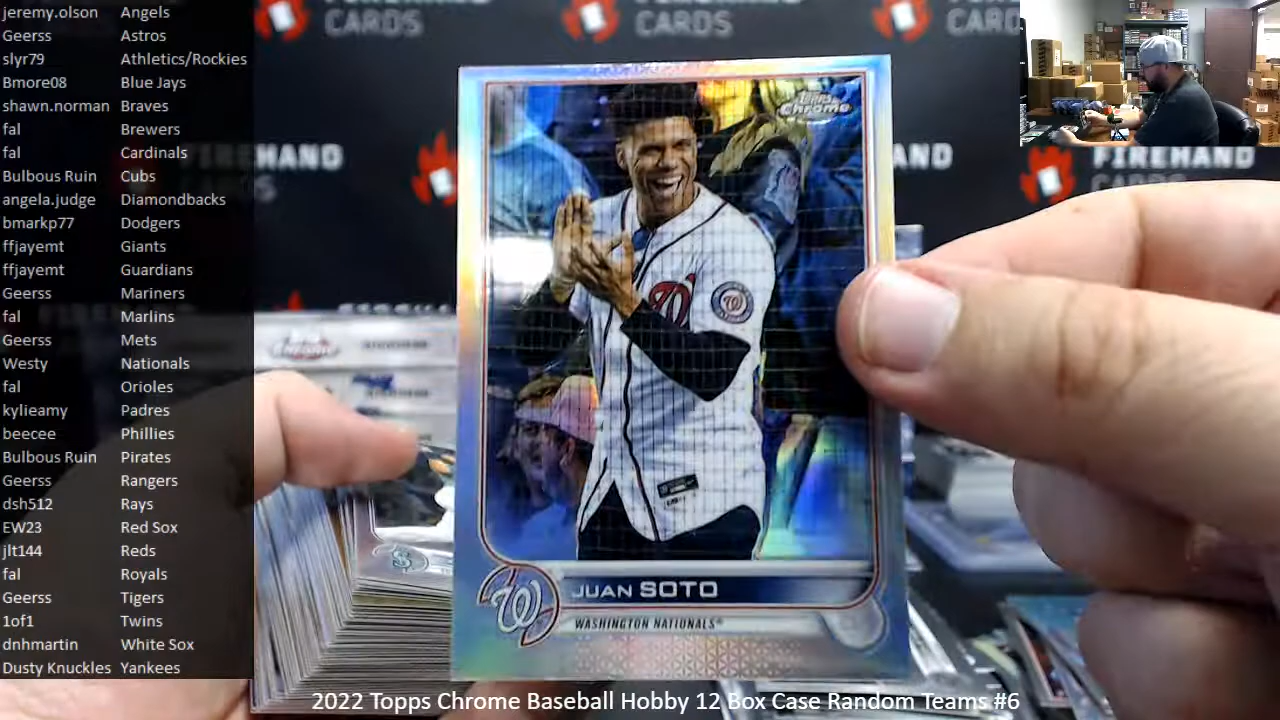 jeremy.olson Angels
Geerss Astros
slyr79 Athletics/Rockies
Bmore08 Blue Jays
shawn.norman Braves
fal Brewers
fal Cardinals
Bulbous Ruin Cubs
angela.judge Diamondbacks
bmarkp77 Dodgers
ffjayemt Giants
ffjayemt Guardians
Geerss Mariners
fal Marlins
Geerss Mets
Westy Nationals
fal Orioles
kylieamy Padres
beecee Phillies
Bulbous Ruin Pirates
Geerss Rangers
dsh512 Rays
EW23 Red Sox
jlt144 Reds
fal Royals
Geerss Tigers
1of1 Twins
dnhmartin White Sox
Dusty Knuckles Yankees
CARDS
CARDS
FIREHAND
CARDS
Topps
Chrome
W
JUAN SOTO
WASHINGTON NATIONALS
2022 Topps Chrome Baseball Hobby 12 Box Case Random Teams #6